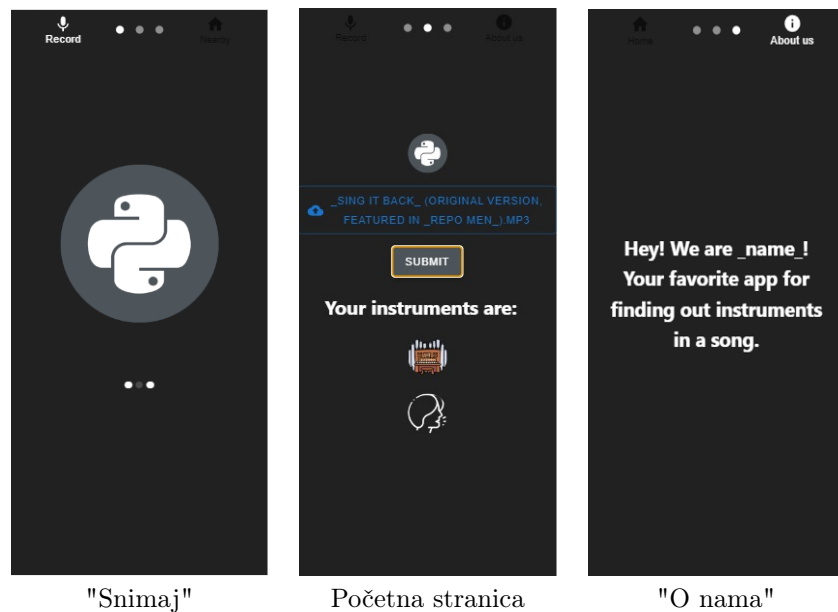 Record
Nearby
Record
About us
Home
About us
_SING IT BACK_ (ORIGINAL VERSION,
FEATURED IN _REPO MEN_).MP3
SUBMIT
Your instruments are:
Hey! We are _name_!
Your favorite app for
finding out instruments
in a song.
"Snimaj"
Početna stranica
"O nama"